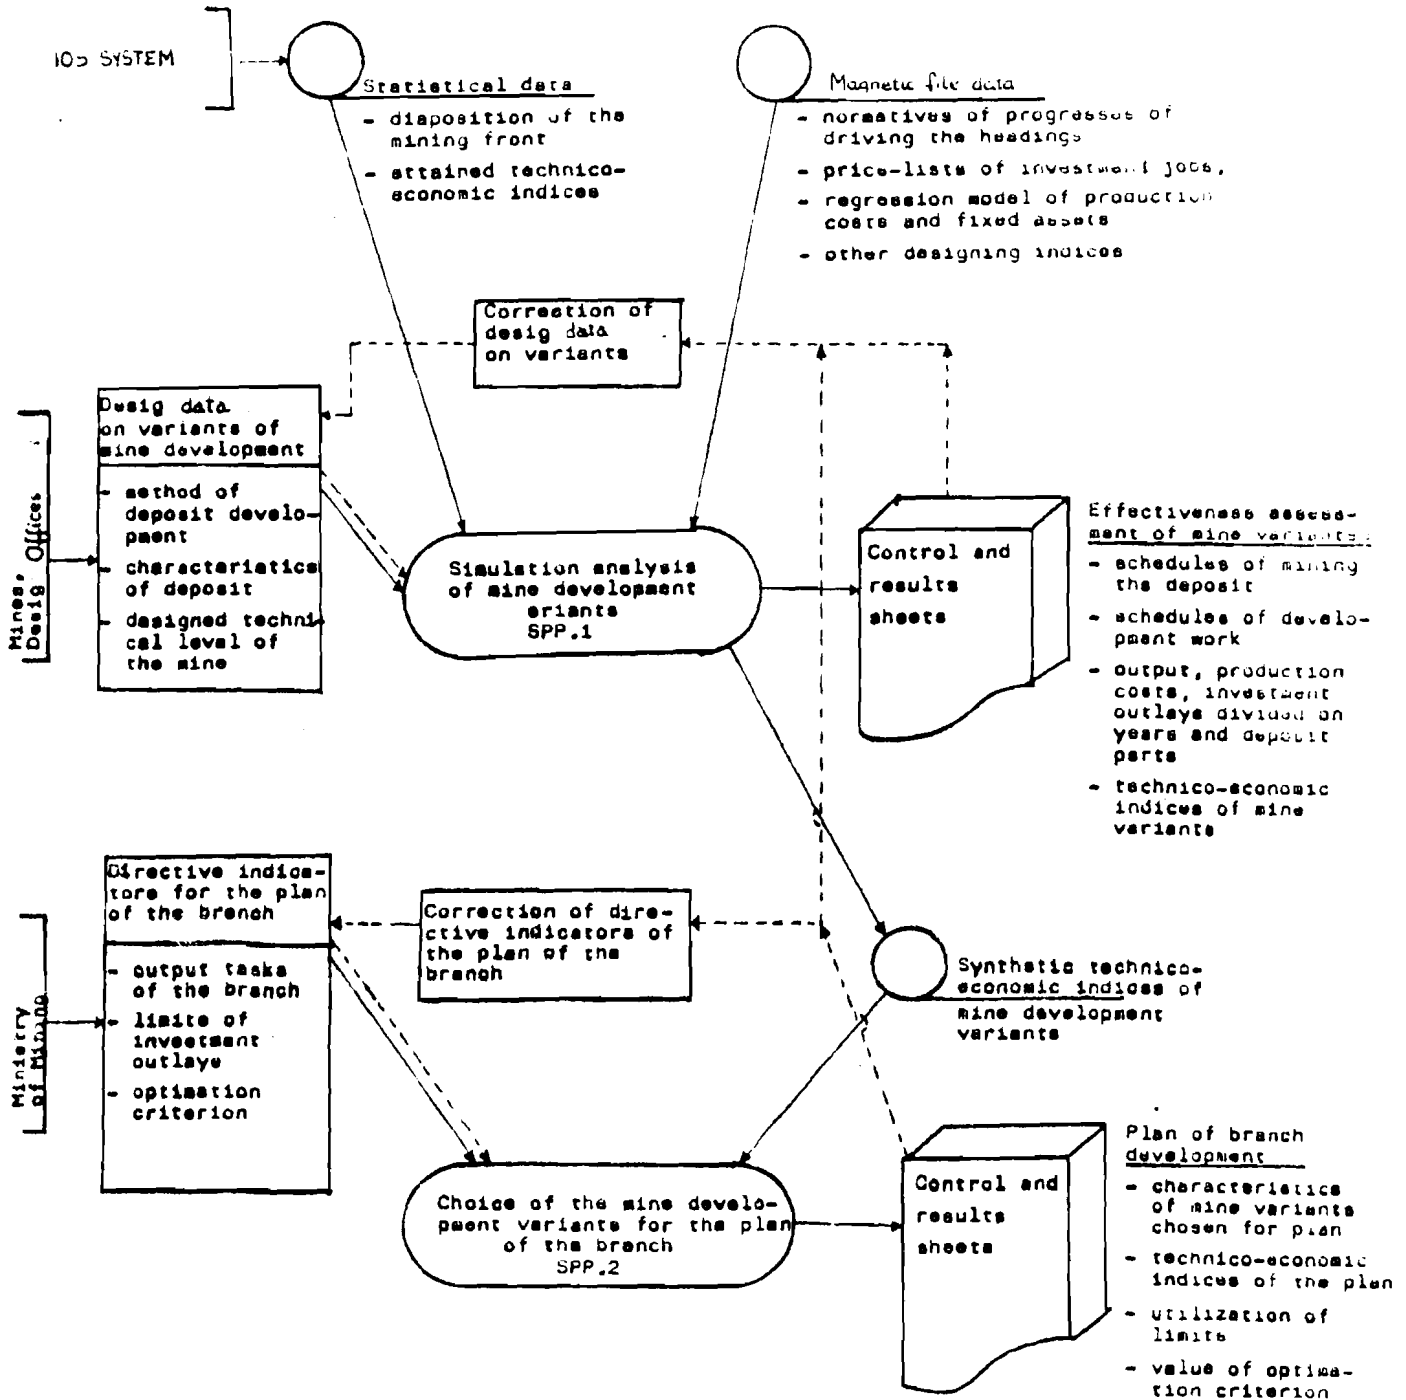 SYSTEM
Statistical data
- disposition of the
mining front
- attained technico-
economic indices
Magnetic file data
- normatives of progresses of
driving the headings
- price-lists of investment jobs,
- regression model of production
costs and fixed assets
- other designing indices
Correction of
desig data
on variants
Mines,
Desig Offices
Desig data
on variants of
mine development
- method of
deposit develo-
pment
- characteristics
of deposit
- designed techni-
cal level of
the mine
Simulation analysis
of mine development
eriants
SPP.1
Control and
results
sheets
Effectiveness assess-
ment of mine variants:
- schedules of mining
the deposit
- schedules of develo-
pment work
- output, production
costs, investment
outlays divided on
years and deposit
parts
- technico-economic
indices of mine
variants
Ministry
of Mining
Directive indica-
tors for the plan
of the branch
- output tasks
of the branch
- limits of
investment
outlays
- optimation
criterion
Correction of dire-
ctive indicators of
the plan of the
branch
Synthetic technico-
economic indices of
mine development
variants
Choice of the mine develo-
pment variants for the plan
of the branch
SPP.2
Control and
results
sheets
Plan of branch
development
- characteristics
of mine variants
chosen for plan
- technico-economic
indices of the plan
- utilization of
limits
- value of optima-
tion criterion